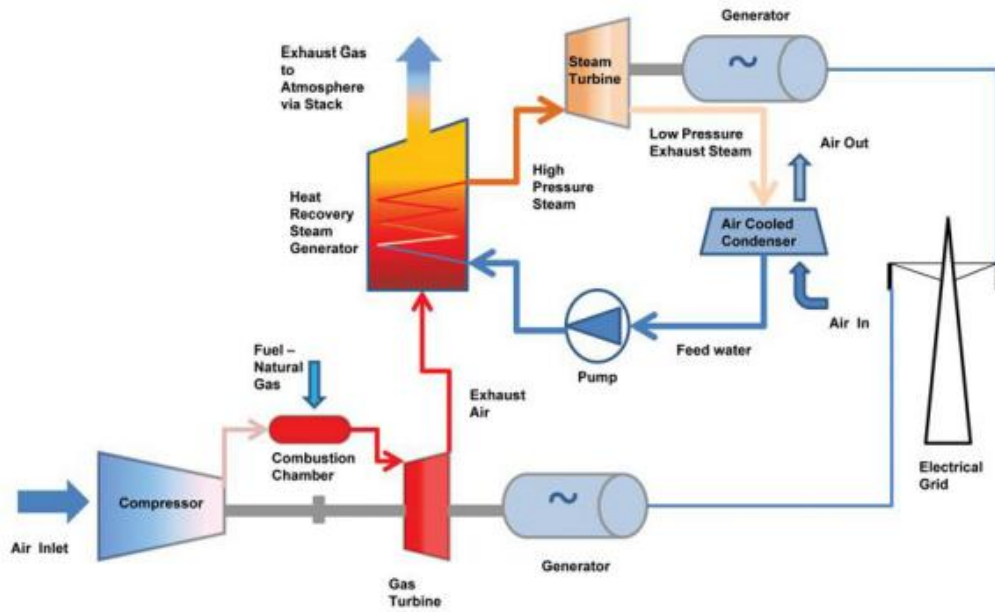 Generator
Exhaust Gas
to
Atmosphere
via Stack
Steam
Turbine
~
Low Pressure
Exhaust Steam
Air Out
High
Pressure
Steam
Heat
Recovery
Steam
Generator
Air Cooled
Condenser
Air In
Feed water
Pump
Fuel –
Natural
Gas
Exhaust
Air
Combustion
Chamber
Electrical
Grid
Compressor
~
Air Inlet
Generator
Gas
Turbine